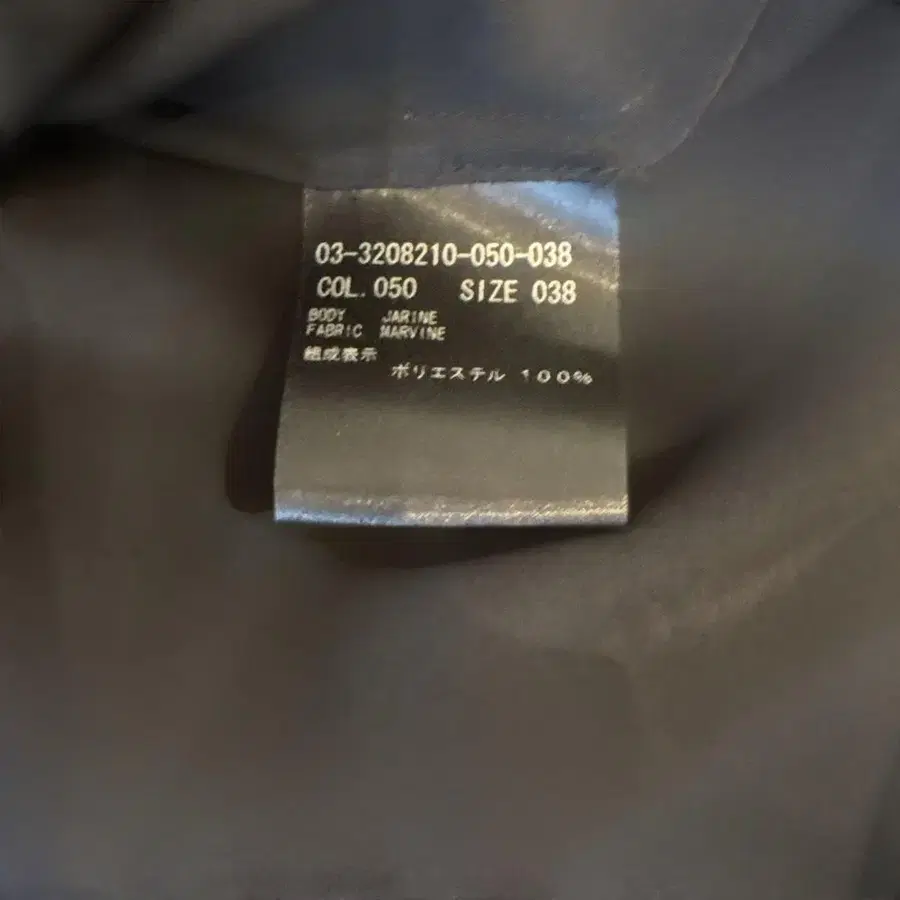 03-3208210-050-038
COL. 050 SIZE 038
BODY JARINE
FABRIC MARVINE
組成表示
ポリエステル 100%